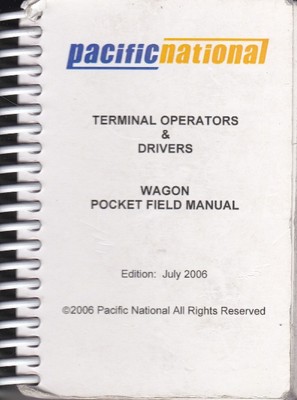 pacificnational
TERMINAL OPERATORS
&
DRIVERS
WAGON
POCKET FIELD MANUAL
Edition: July 2006
©2006 Pacific National All Rights Reserved